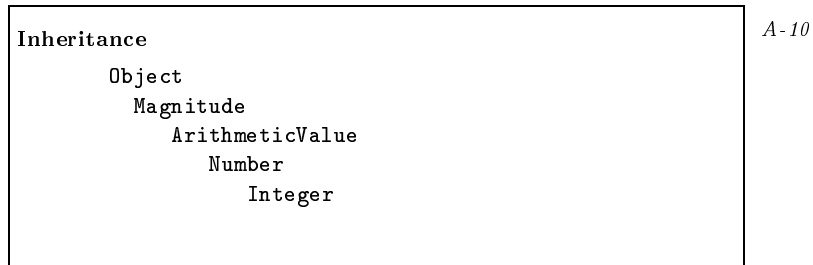 Inheritance
A-10
Object
Magnitude
ArithmeticValue
Number
Integer